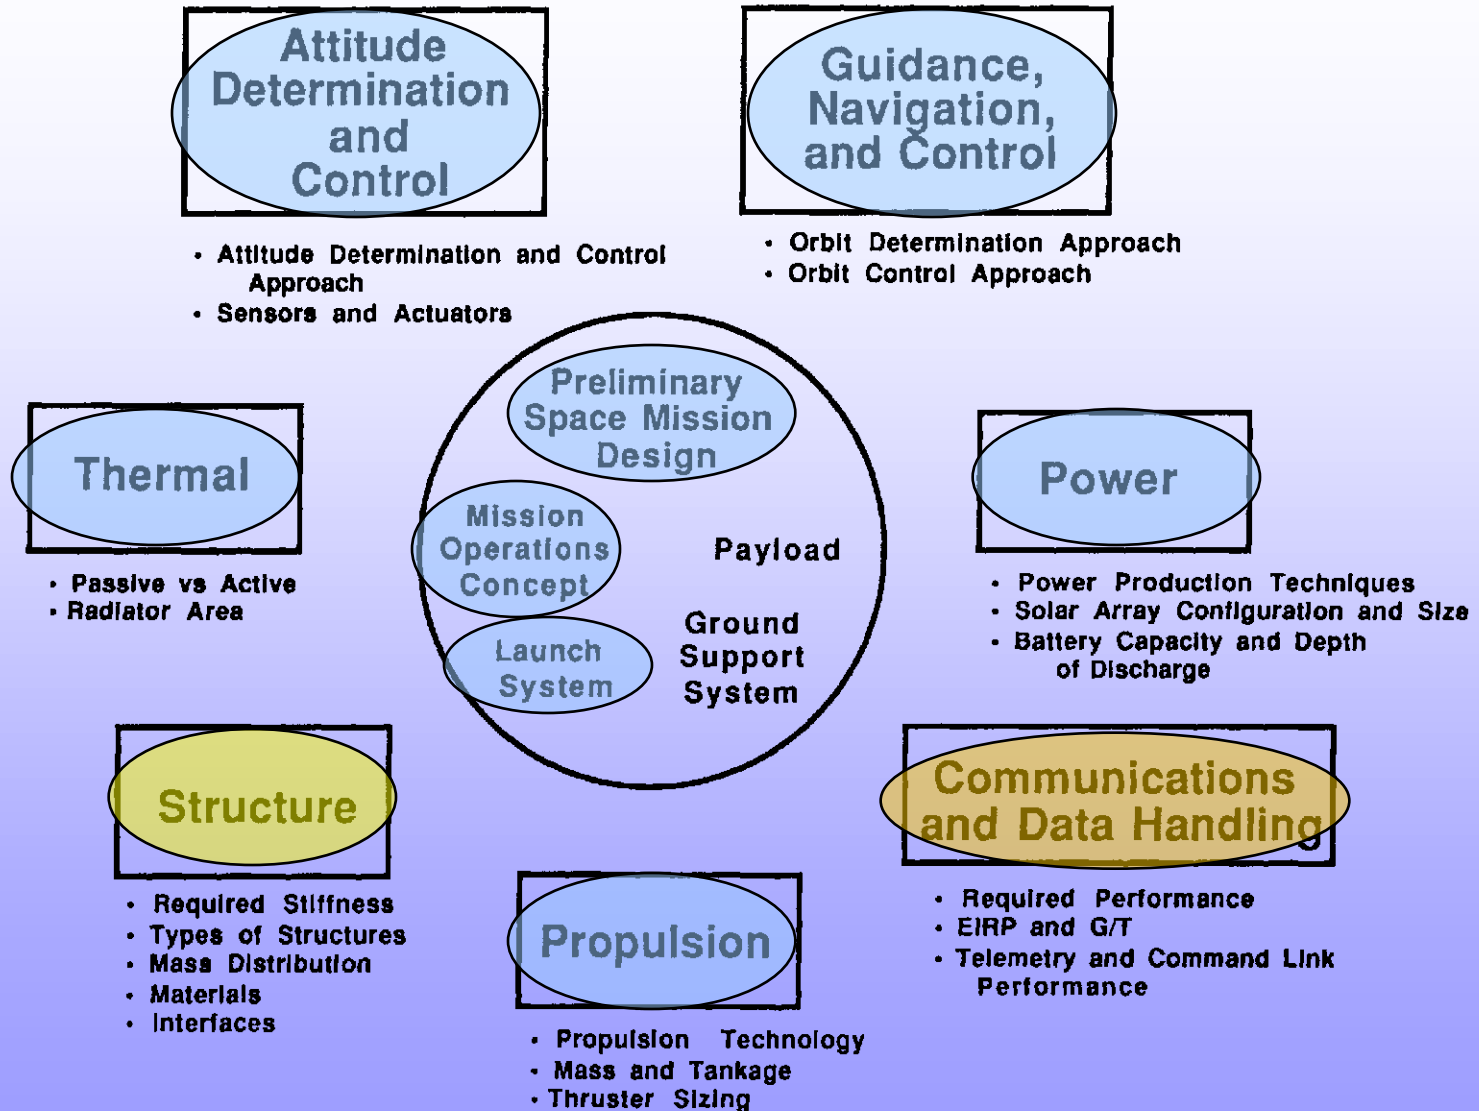 Attitude
Determination
and
Control
• Attitude Determination and Control
Approach
• Sensors and Actuators
Guidance,
Navigation,
and Control
• Orbit Determination Approach
• Orbit Control Approach
Preliminary
Space Mission
Design
Mission
Operations
Concept
Launch
System
Payload
Ground
Support
System
Thermal
• Passive vs Active
• Radiator Area
Power
• Power Production Techniques
• Solar Array Configuration and Size
• Battery Capacity and Depth
of Discharge
Structure
• Required Stiffness
• Types of Structures
• Mass Distribution
• Materials
• Interfaces
Propulsion
• Propulsion Technology
• Mass and Tankage
• Thruster Sizing
Communications
and Data Handling
• Required Performance
• EIRP and G/T
• Telemetry and Command Link
Performance